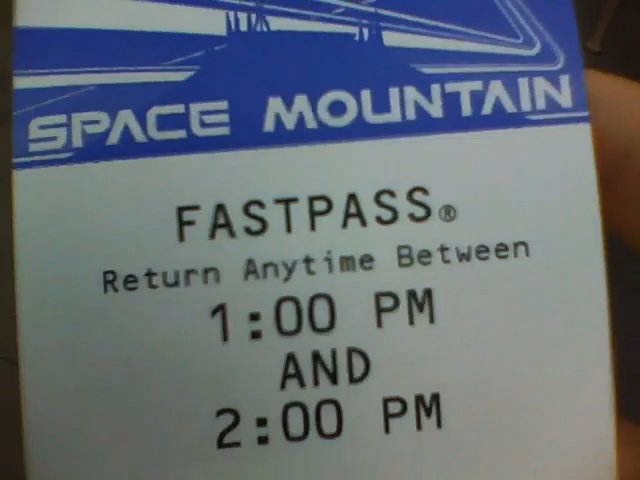 SPACE MOUNTAIN
FASTPASS®
Return Anytime Between
1:00 PM
AND
2:00 PM